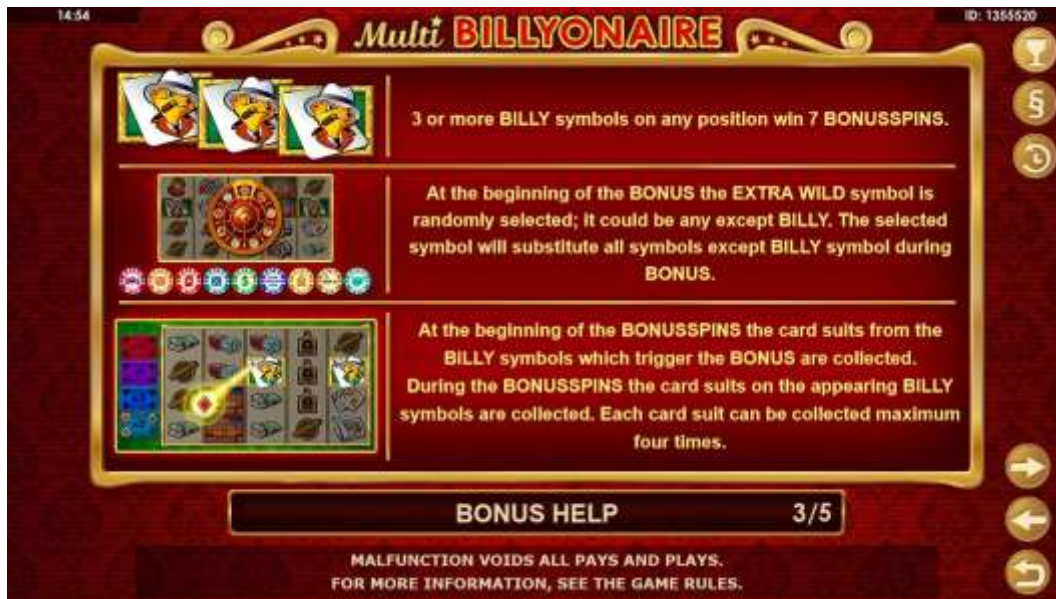 14:54
ID: 1355520
Multi BILLYONAIRE
3 or more BILLY symbols on any position win 7 BONUSSPINS.
At the beginning of the BONUS the EXTRA WILD symbol is
randomly selected; it could be any except BILLY. The selected
symbol will substitute all symbols except BILLY symbol during
BONUS.
At the beginning of the BONUSSPINS the card suits from the
BILLY symbols which trigger the BONUS are collected.
During the BONUSSPINS the card suits on the appearing BILLY
symbols are collected. Each card suit can be collected maximum
four times.
BONUS HELP 3/5
MALFUNCTION VOIDS ALL PAYS AND PLAYS.
FOR MORE INFORMATION, SEE THE GAME RULES.